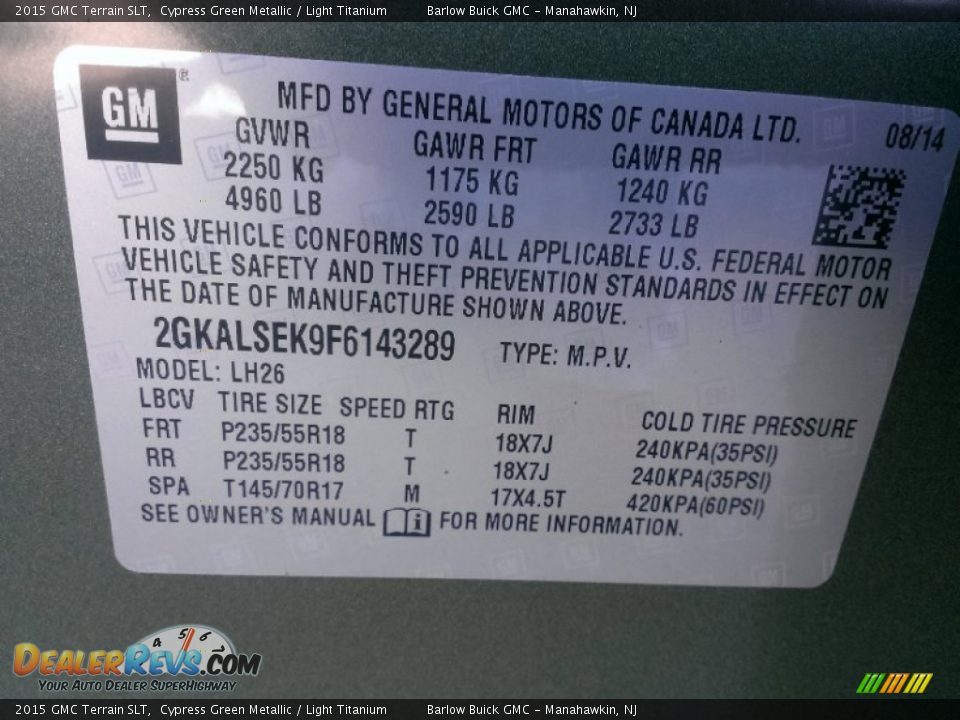 2015 GMC Terrain SLT, Cypress Green Metallic / Light Titanium Barlow Buick GMC - Manahawkin, NJ
GM ®
MFD BY GENERAL MOTORS OF CANADA LTD. 08/14
GVWR GAWR FRT GAWR RR
2250 KG 1175 KG 1240 KG
4960 LB 2590 LB 2733 LB
THIS VEHICLE CONFORMS TO ALL APPLICABLE U.S. FEDERAL MOTOR
VEHICLE SAFETY AND THEFT PREVENTION STANDARDS IN EFFECT ON
THE DATE OF MANUFACTURE SHOWN ABOVE.
2GKALSEK9F6143289 TYPE: M.P.V.
MODEL: LH26
LBCV TIRE SIZE SPEED RTG RIM COLD TIRE PRESSURE
FRT P235/55R18 T 18X7J 240KPA(35PSI)
RR P235/55R18 T 18X7J 240KPA(35PSI)
SPA T145/70R17 M 17X4.5T 420KPA(60PSI)
SEE OWNER'S MANUAL i FOR MORE INFORMATION.
4 5 6 7
DEALERREVS.COM
YOUR AUTO DEALER SUPERHIGHWAY
2015 GMC Terrain SLT, Cypress Green Metallic / Light Titanium Barlow Buick GMC - Manahawkin, NJ